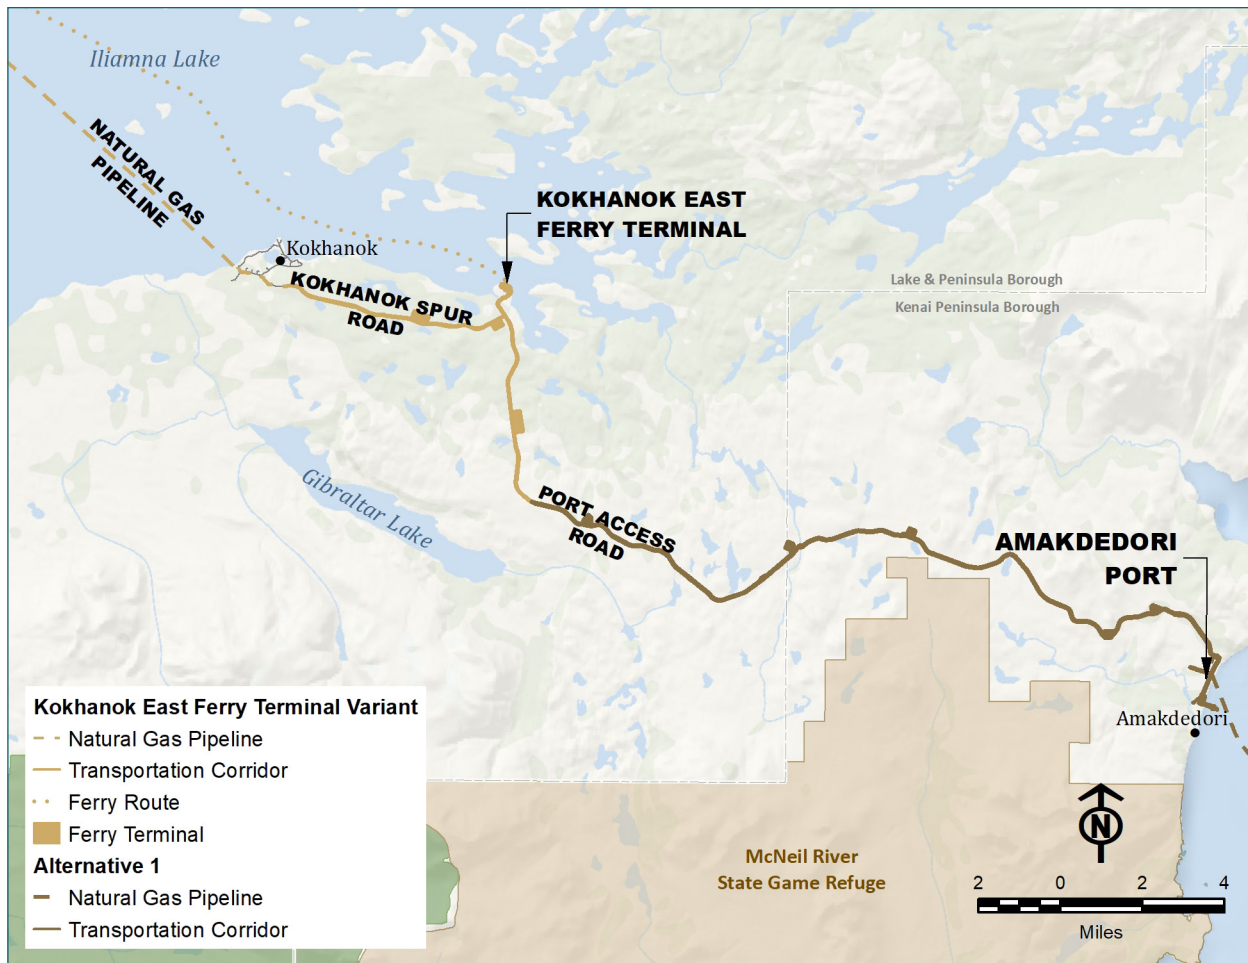 Iliamna Lake
NATURAL GAS
PIPELINE
KOKHANOK EAST
FERRY TERMINAL
Kokhanok
KOKHANOK SPUR
ROAD
Lake & Peninsula Borough
Kenai Peninsula Borough
Gibraltar Lake
PORT ACCESS
ROAD
AMAKDEDORI
PORT
Amakdedori
Kokhanok East Ferry Terminal Variant
Natural Gas Pipeline
Transportation Corridor
Ferry Route
Ferry Terminal
Alternative 1
Natural Gas Pipeline
Transportation Corridor
McNeil River
State Game Refuge
N
2 0 2 4
Miles